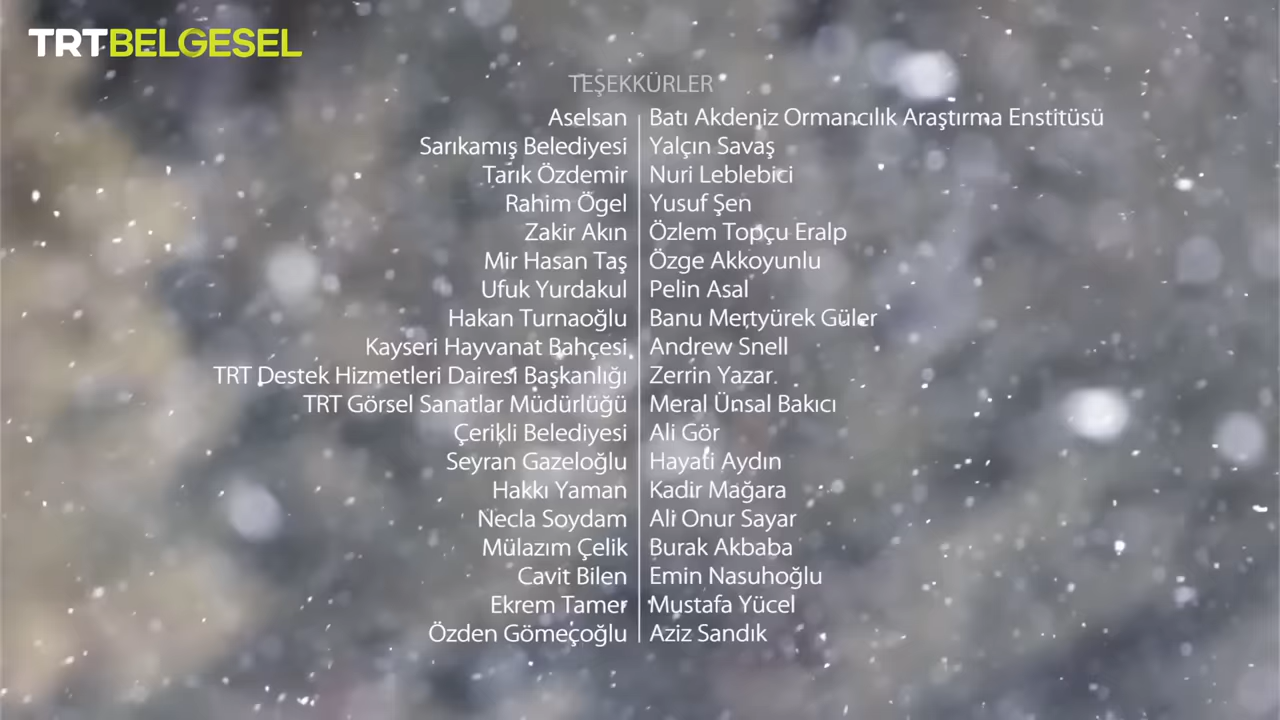 TRTBELGESEL
TEŞEKKÜRLER
Aselsan Batı Akdeniz Ormancılık Araştırma Enstitüsü
Sarıkamış Belediyesi Yalçın Savaş
Tarık Özdemir Nuri Leblebici
Rahim Ögel Yusuf Şen
Zakir Akın Özlem Topçu Eralp
Mir Hasan Taş Özge Akkoyunlu
Ufuk Yurdakul Pelin Asal
Hakan Turnaoğlu Banu Mertyürek Güler
Kayseri Hayvanat Bahçesi Andrew Snell
TRT Destek Hizmetleri Dairesi Başkanlığı Zerrin Yazar
TRT Görsel Sanatlar Müdürlüğü Meral Ünsal Bakıcı
Çerikli Belediyesi Ali Gör
Seyran Gazeloğlu Hayati Aydın
Hakkı Yaman Kadir Mağara
Necla Soydam Ali Onur Sayar
Mülazım Çelik Burak Akbaba
Cavit Bilen Emin Nasuhoğlu
Ekrem Tamer Mustafa Yücel
Özden Gömeçoğlu Aziz Sandık